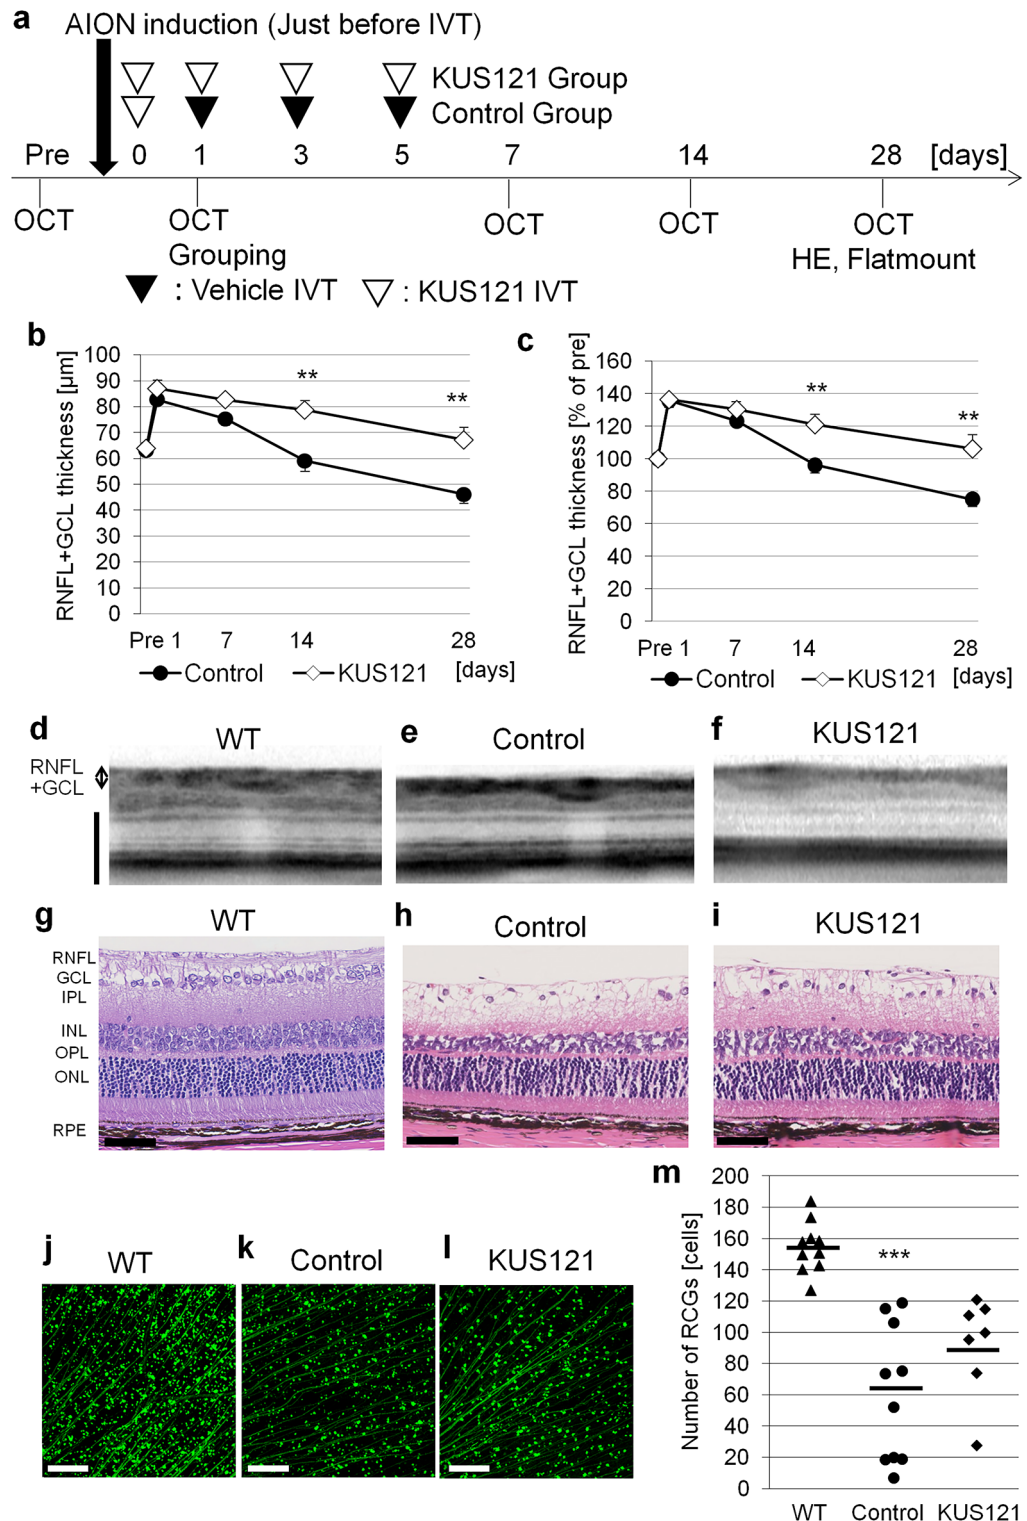 a
AION induction (Just before IVT)
KUS121 Group
Control Group
Pre 0 1 3 5 7 14 28 [days]
OCT OCT OCT OCT OCT
Grouping HE, Flatmount
: Vehicle IVT : KUS121 IVT
b
RNFL+GCL thickness [μm]
100
90
80
70
60
50
40
30
20
10
0
** **
Pre 1 7 14 28
[days]
Control KUS121
c
RNFL+GCL thickness [% of pre]
160
140
120
100
80
60
40
20
0
** **
Pre 1 7 14 28
Control KUS121 [days]
d WT
e Control
f KUS121
RNFL
+GCL
g WT
h Control
i KUS121
RNFL
GCL
IPL
INL
OPL
ONL
RPE
j WT
k Control
l KUS121
m
Number of RCGs [cells]
200
180
160
140
120
100
80
60
40
20
0
***
WT Control KUS121